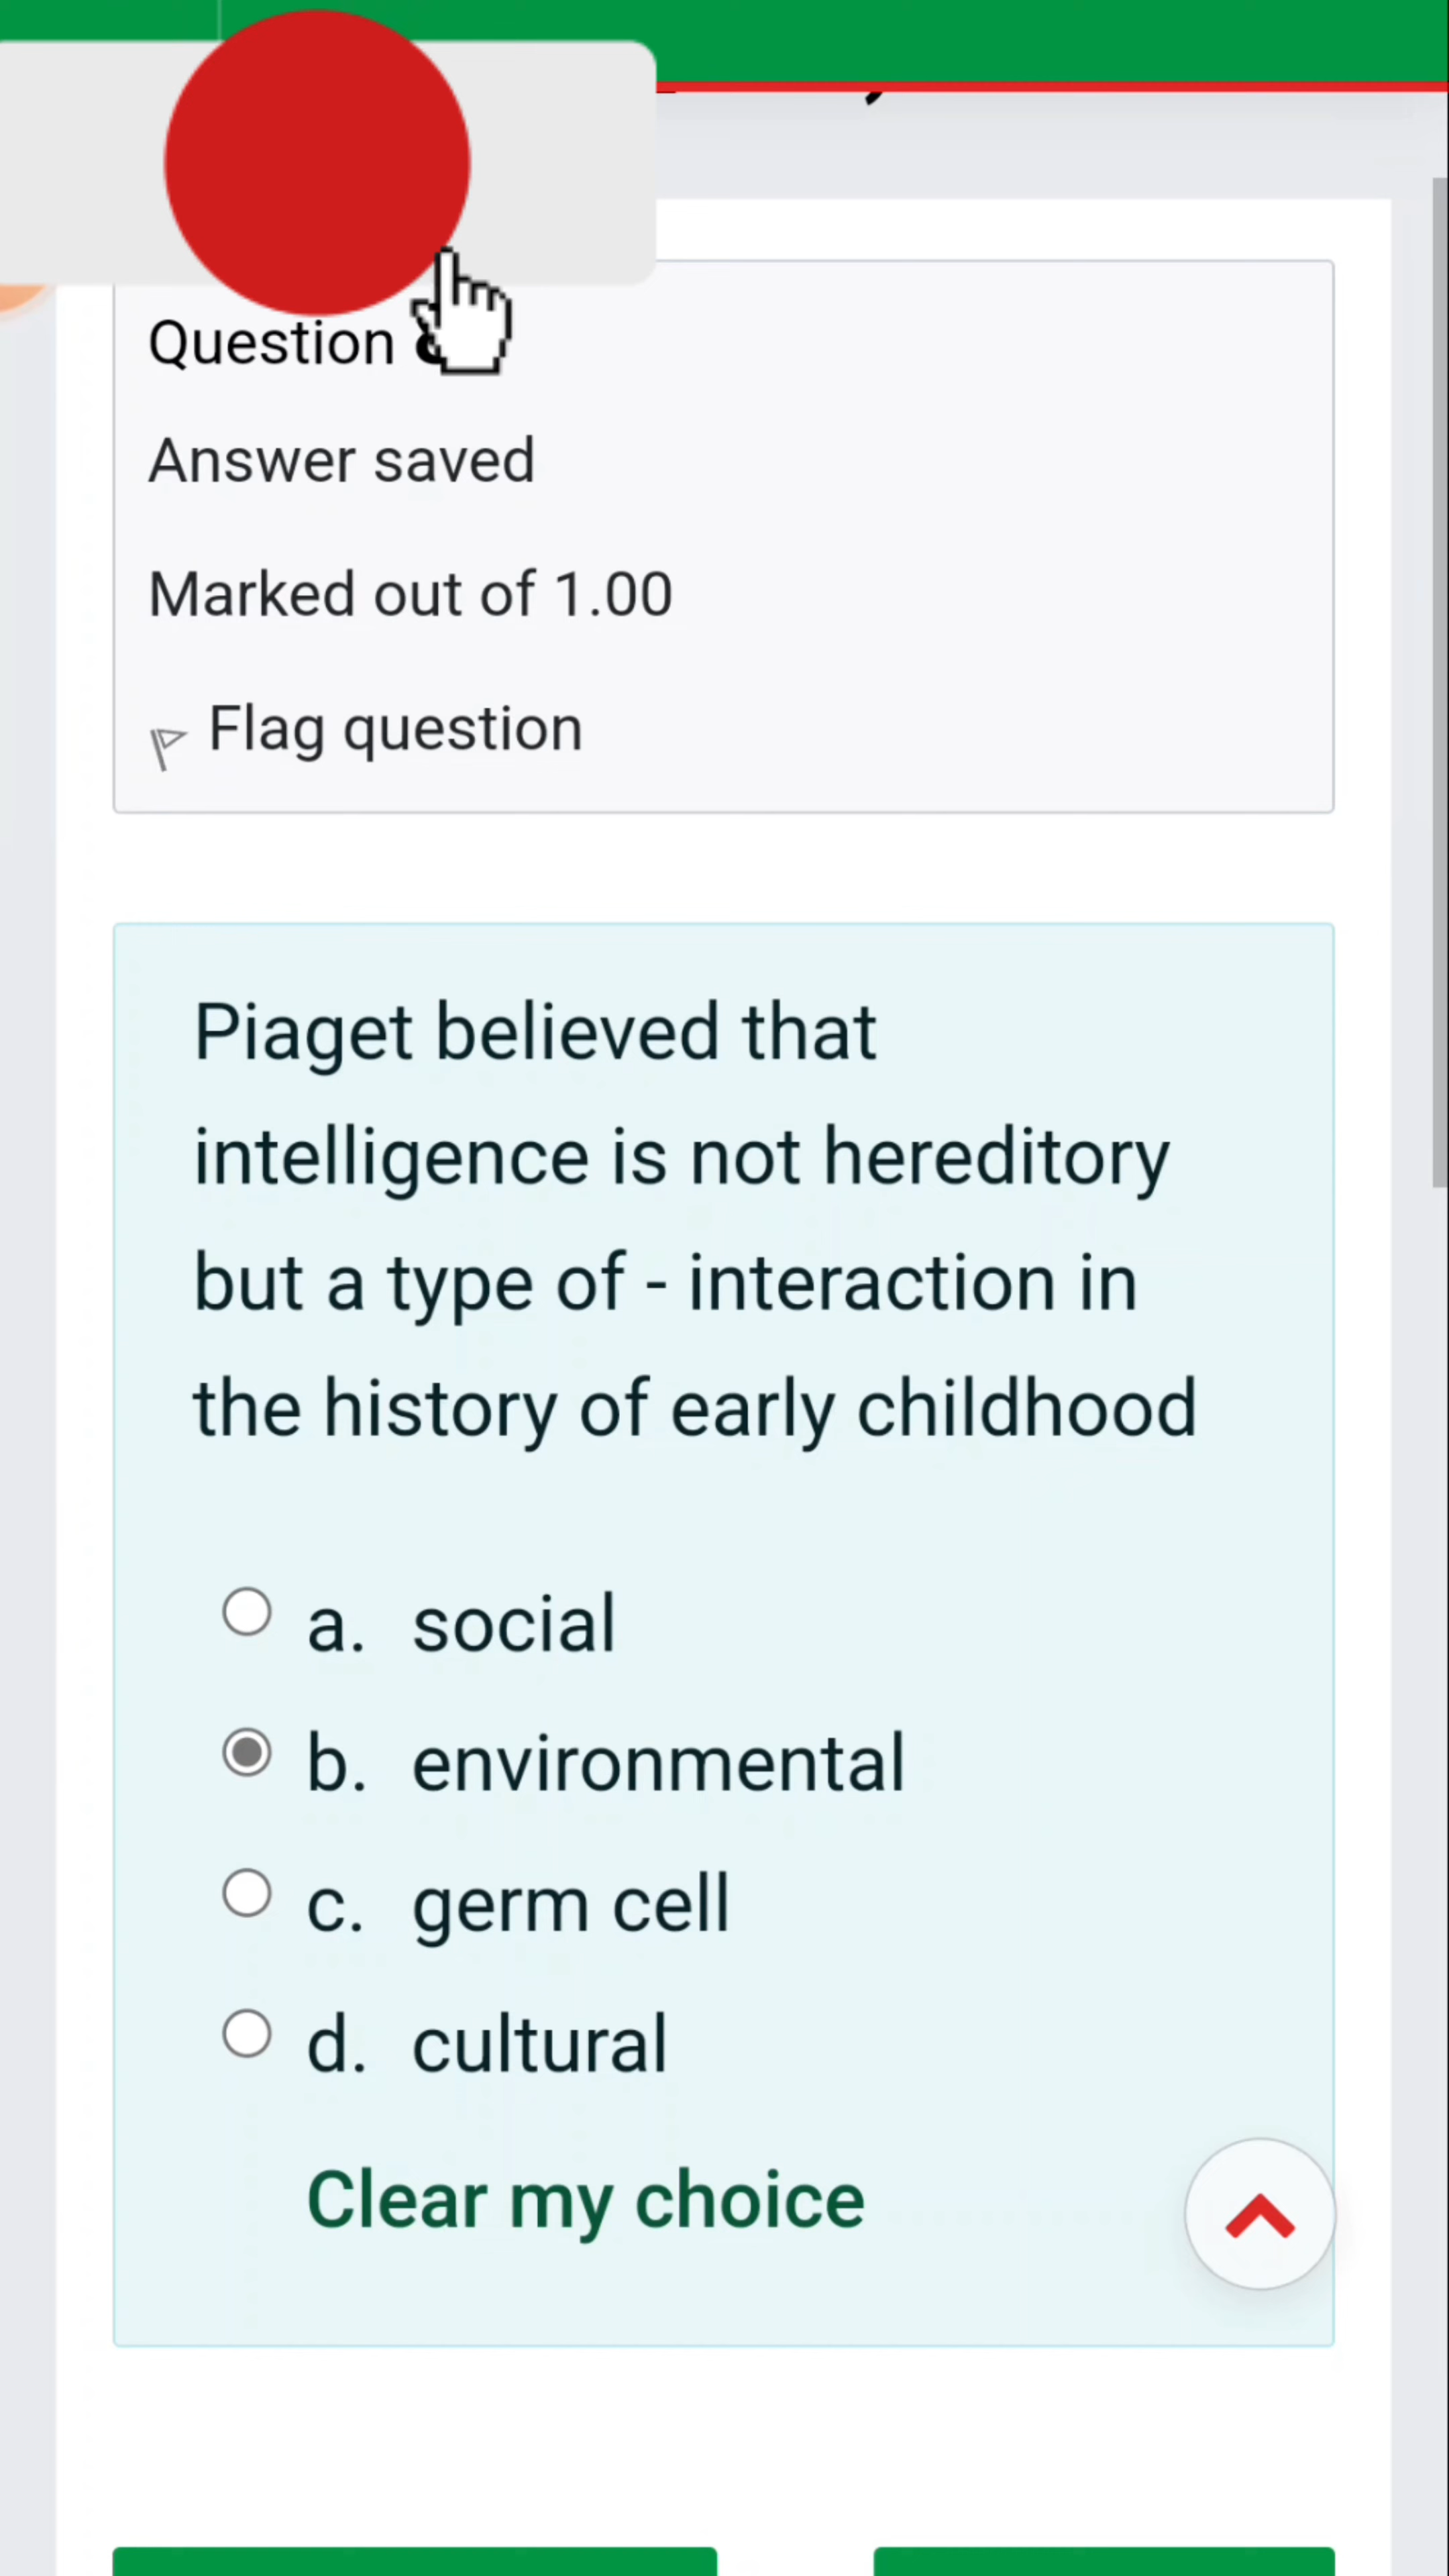 Question
Answer saved
Marked out of 1.00
Flag question
Piaget believed that
intelligence is not hereditory
but a type of - interaction in
the history of early childhood
a. social
b. environmental
c. germ cell
d. cultural
Clear my choice